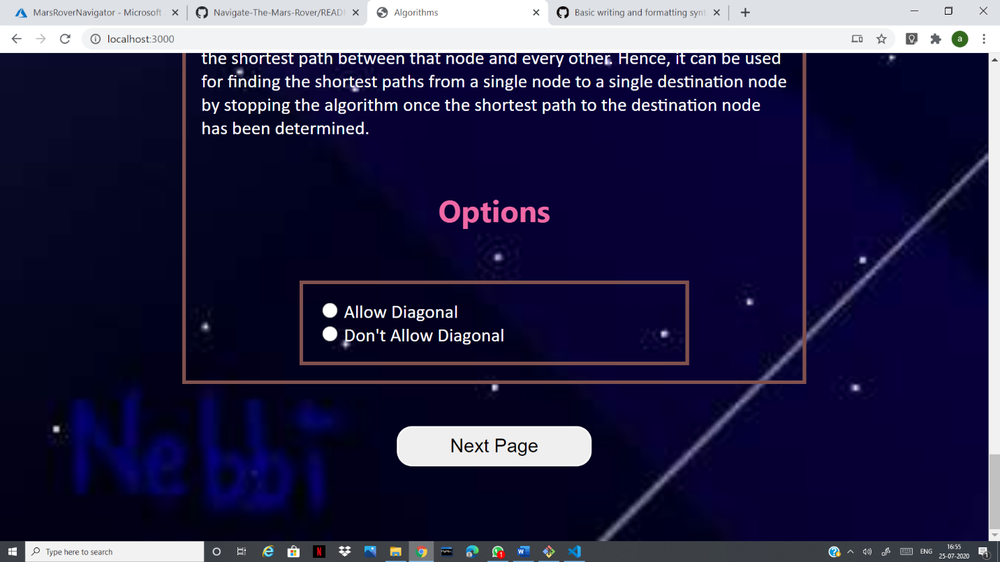 MarsRoverNavigator - Microsoft
Navigate-The-Mars-Rover/READ
Algorithms
Basic writing and formatting synt
localhost:3000
a
the shortest path between that node and every other. Hence, it can be used
for finding the shortest paths from a single node to a single destination node
by stopping the algorithm once the shortest path to the destination node
has been determined.
Options
Allow Diagonal
Don't Allow Diagonal
Nebbi
Next Page
Type here to search
1
ENG
16:55
25-07-2020
1